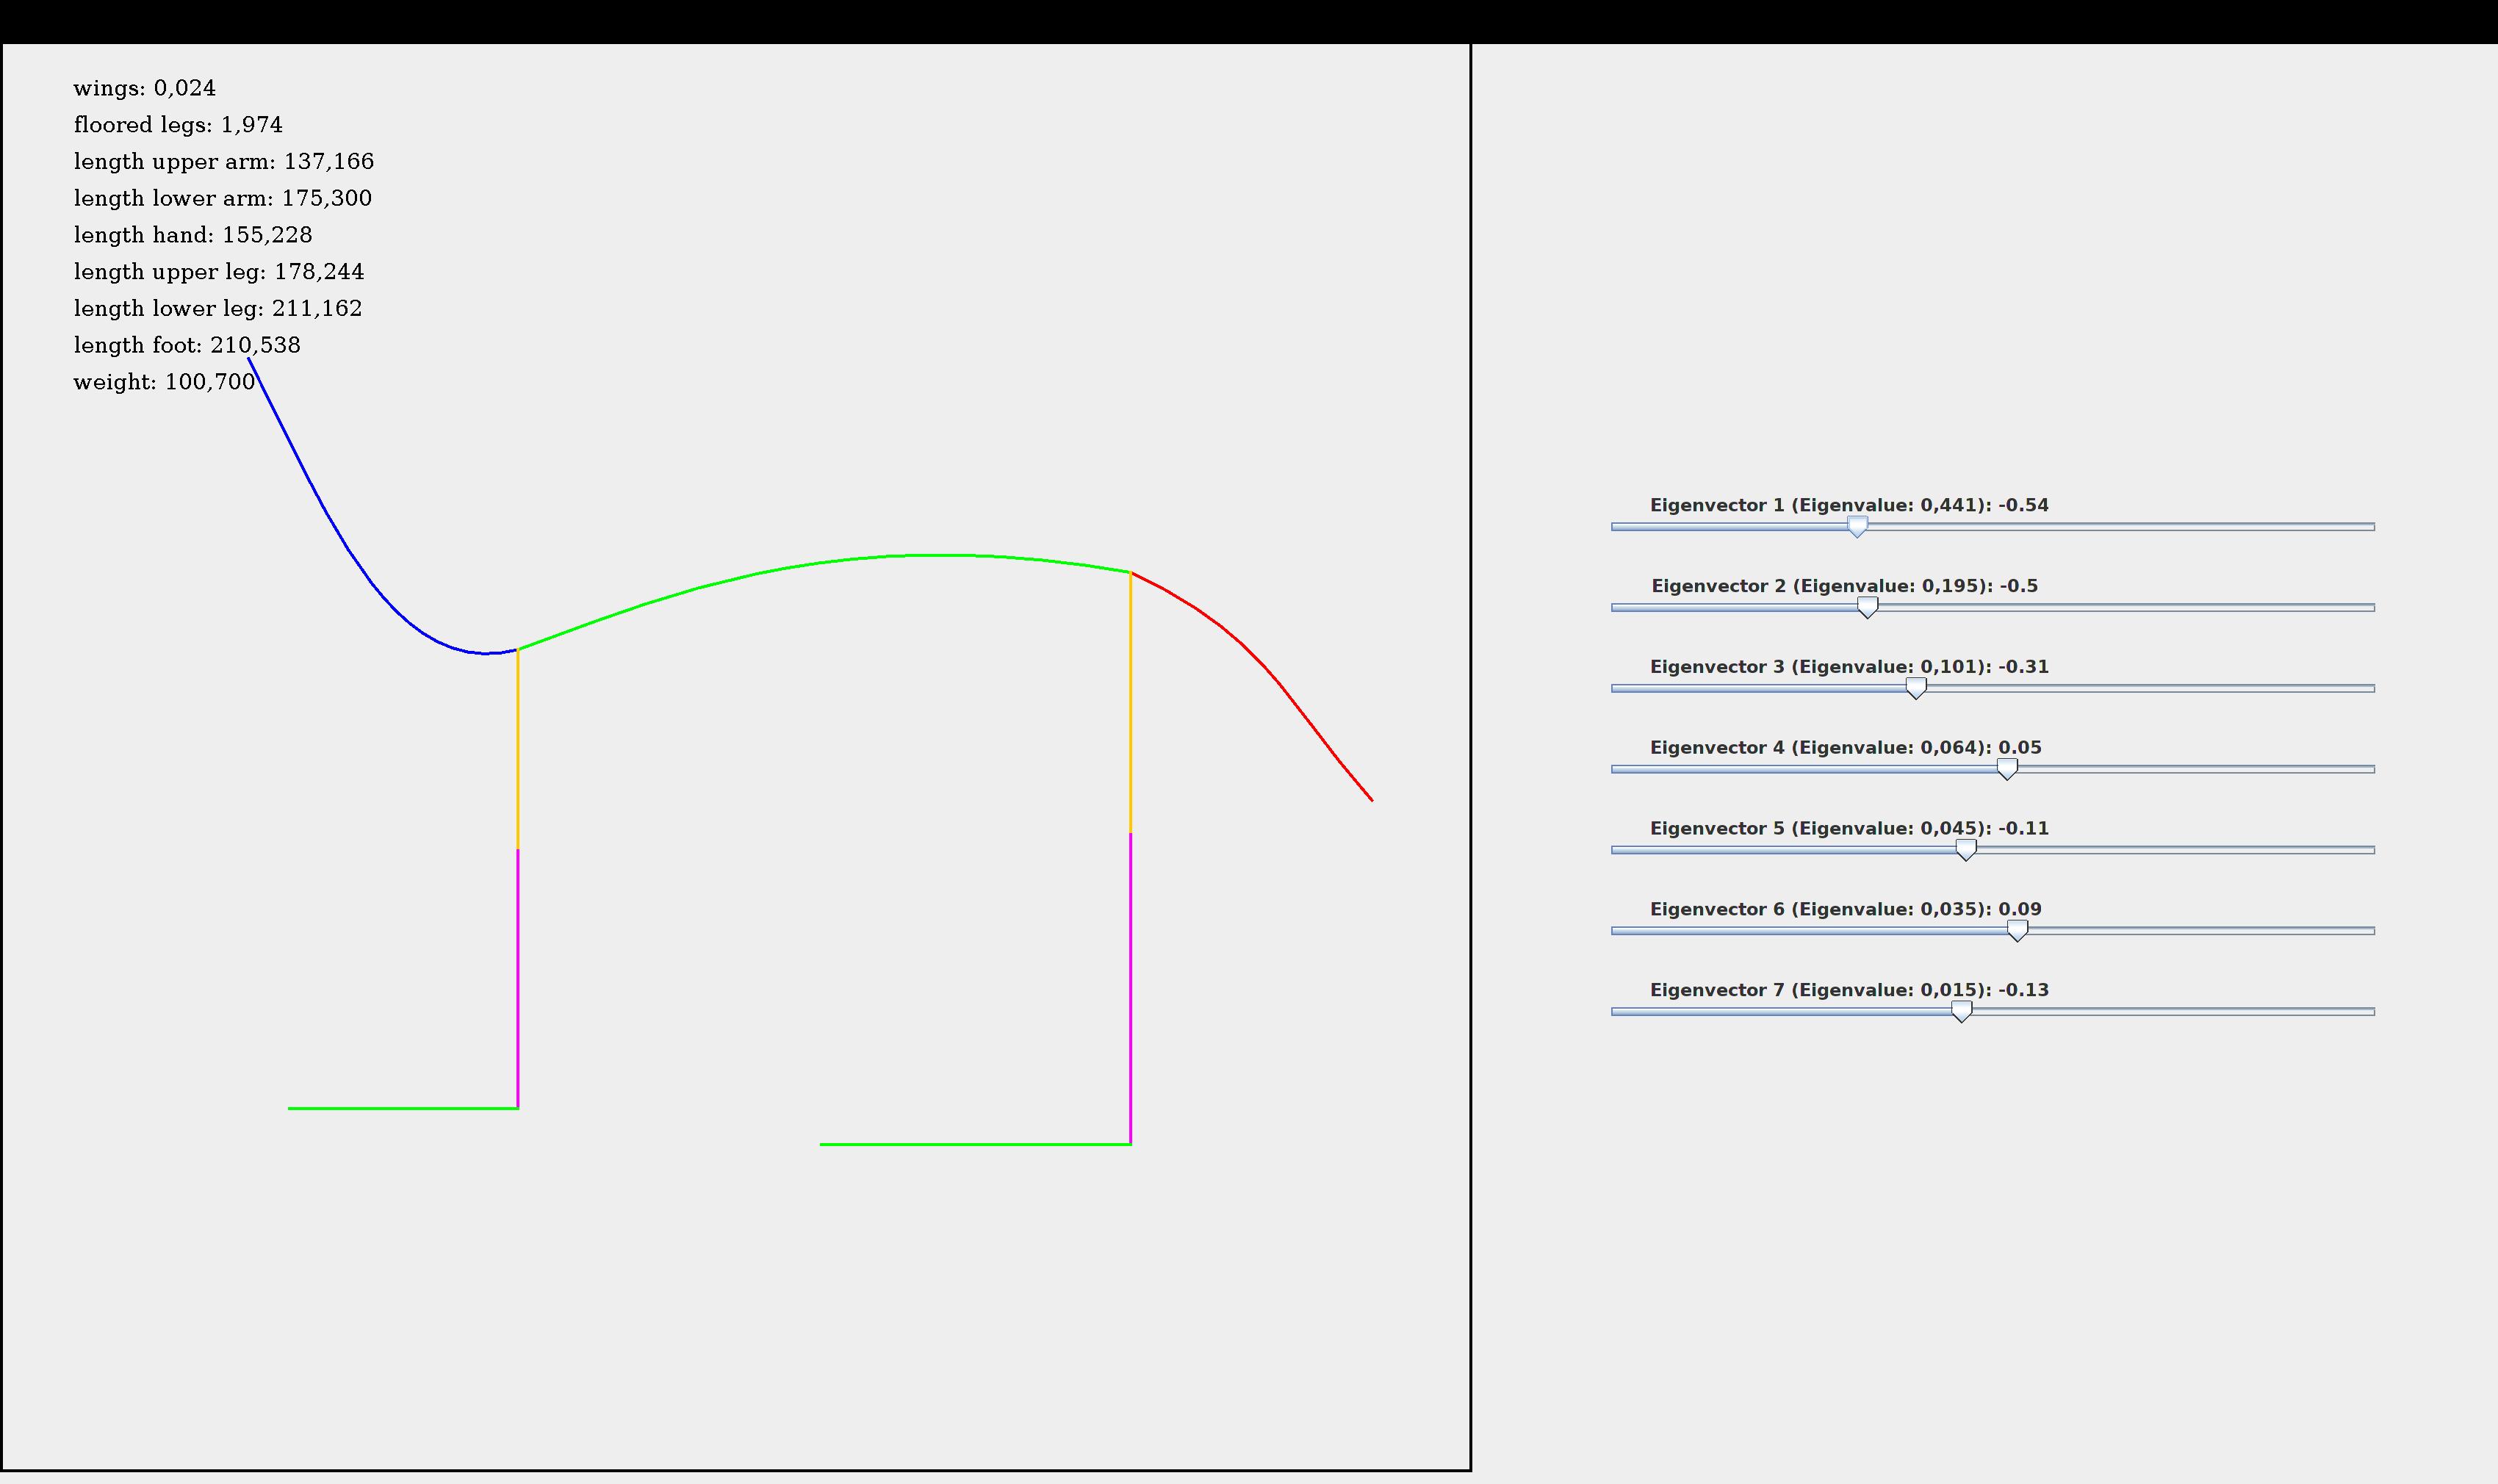 wings: 0,024
floored legs: 1,974
length upper arm: 137,166
length lower arm: 175,300
length hand: 155,228
length upper leg: 178,244
length lower leg: 211,162
length foot: 210,538
weight: 100,700
Eigenvector 1 (Eigenvalue: 0,441): -0.54
Eigenvector 2 (Eigenvalue: 0,195): -0.5
Eigenvector 3 (Eigenvalue: 0,101): -0.31
Eigenvector 4 (Eigenvalue: 0,064): 0.05
Eigenvector 5 (Eigenvalue: 0,045): -0.11
Eigenvector 6 (Eigenvalue: 0,035): 0.09
Eigenvector 7 (Eigenvalue: 0,015): -0.13